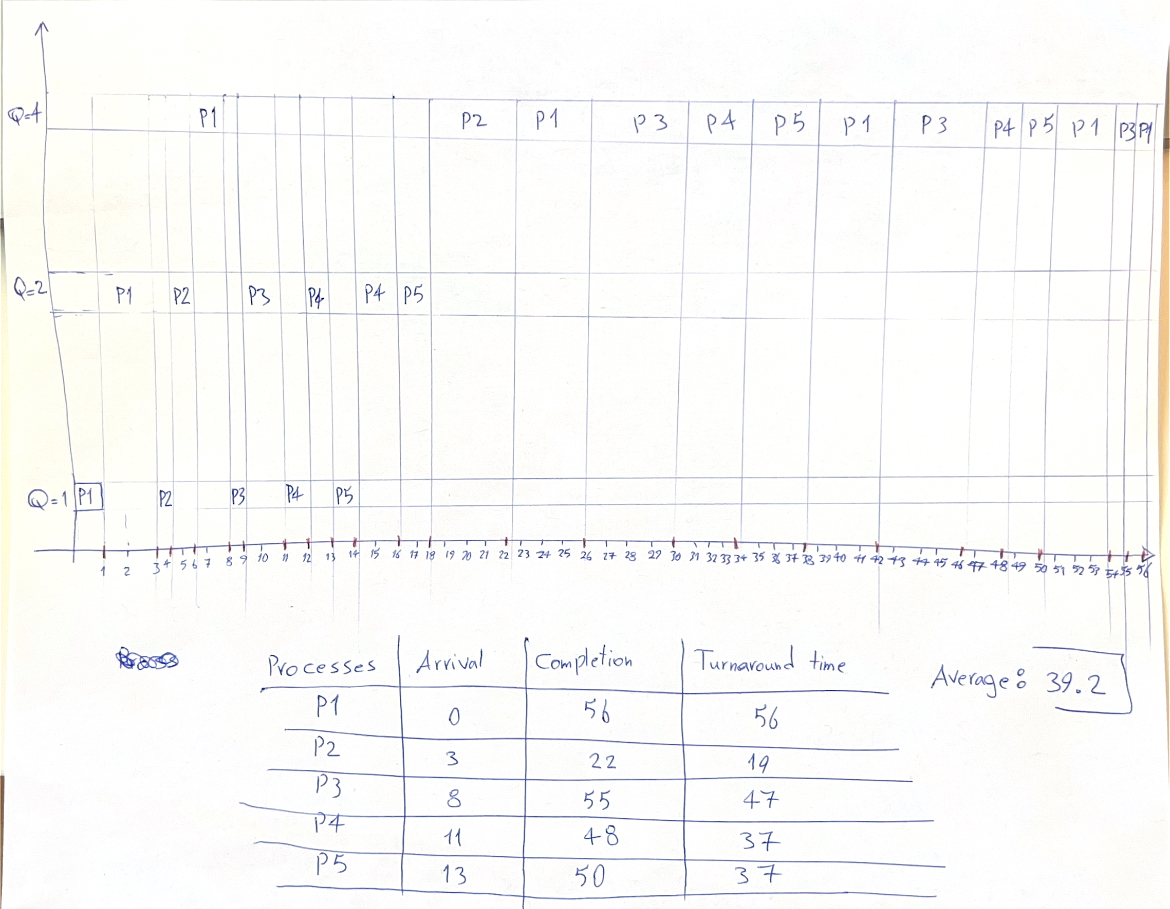 Q=4 P1 P2 P1 P3 P4 P5 P1 P3 P4 P5 P1 P3 P1
Q=2 P1 P2 P3 P4 P4 P5
Q=1 P1 P2 P3 P4 P5
1 2 3 4 5 6 7 8 9 10 11 12 13 14 15 16 17 18 19 20 21 22 23 24 25 26 27 28 29 30 31 32 33 34 35 36 37 38 39 40 41 42 43 44 45 46 47 48 49 50 51 52 53 54 55 56
Processes Arrival Completion Turnaround time
Average: 39.2
P1 0 56 56
P2 3 22 19
P3 8 55 47
P4 11 48 37
P5 13 50 37